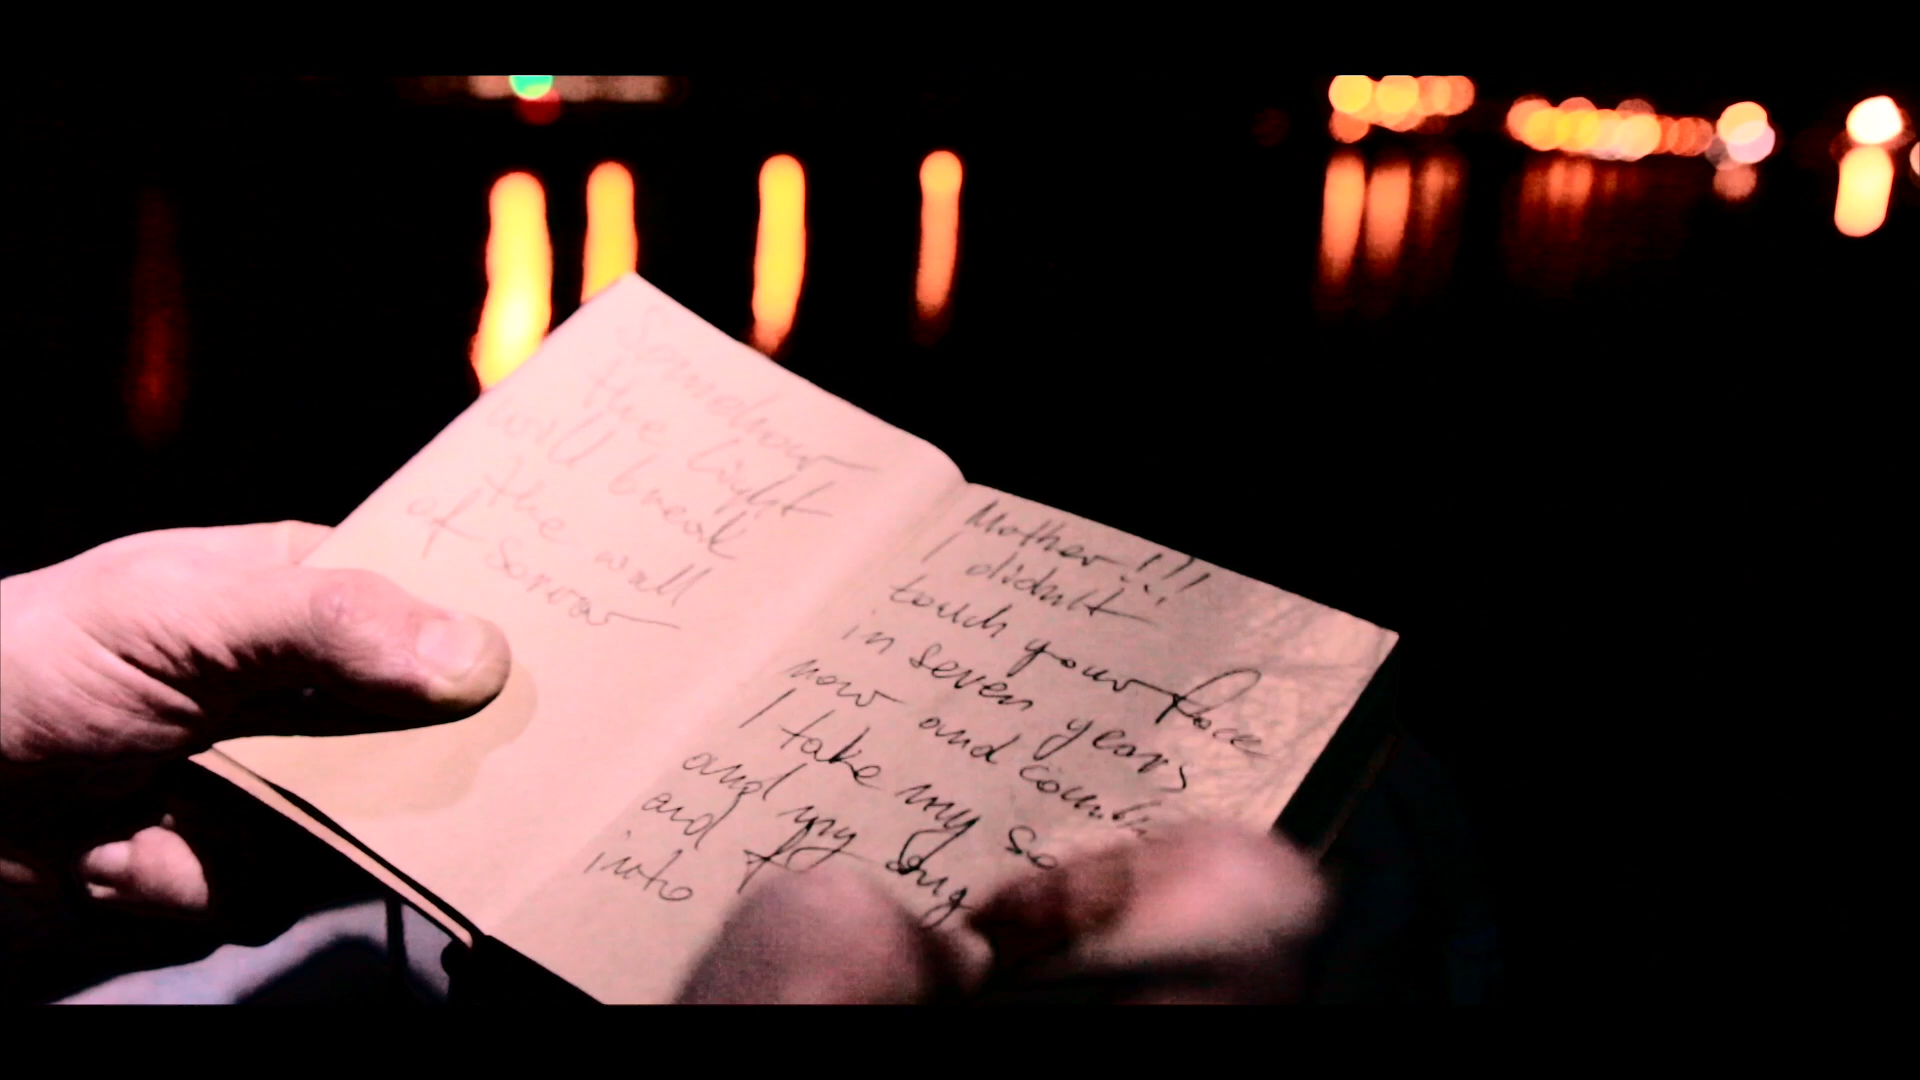 Somehow
the light
will break
the wall
of sorrow
Mother!!!
I didn't
touch your face
in seven years
now and
I take my
and my song
and
into